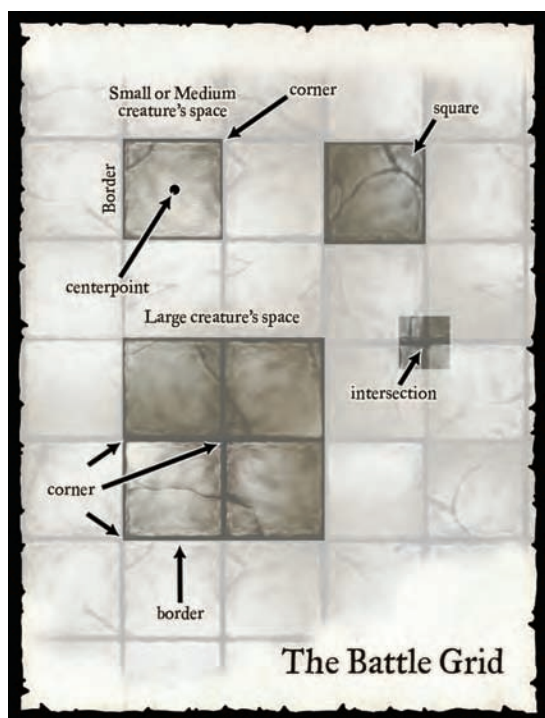 Small or Medium
creature's space
corner
square
Border
centerpoint
Large creature's space
intersection
corner
border
The Battle Grid